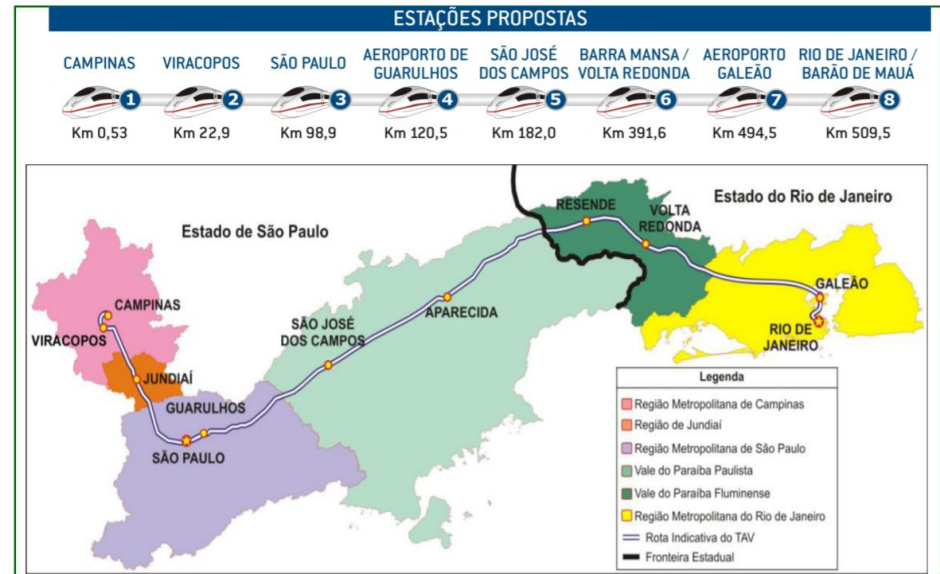 ESTAÇÕES PROPOSTAS
CAMPINAS
VIRACOPOS
SÃO PAULO
AEROPORTO DE
GUARULHOS
SÃO JOSÉ
DOS CAMPOS
BARRA MANSA /
VOLTA REDONDA
AEROPORTO
GALEÃO
RIO DE JANEIRO /
BARÃO DE MAUÁ
1 2 3 4 5 6 7 8
Km 0,53 Km 22,9 Km 98,9 Km 120,5 Km 182,0 Km 391,6 Km 494,5 Km 509,5
Estado de São Paulo
Estado do Rio de Janeiro
RESENDE
VOLTA
REDONDA
GALEÃO
RIO DE
JANEIRO
CAMPINAS
VIRACOPOS
SÃO JOSÉ
DOS CAMPOS
APARECIDA
JUNDIAÍ
GUARULHOS
SÃO PAULO
Legenda
Região Metropolitana de Campinas
Região de Jundiaí
Região Metropolitana de São Paulo
Vale do Paraíba Paulista
Vale do Paraíba Fluminense
Região Metropolitana do Rio de Janeiro
Rota Indicativa do TAV
Fronteira Estadual